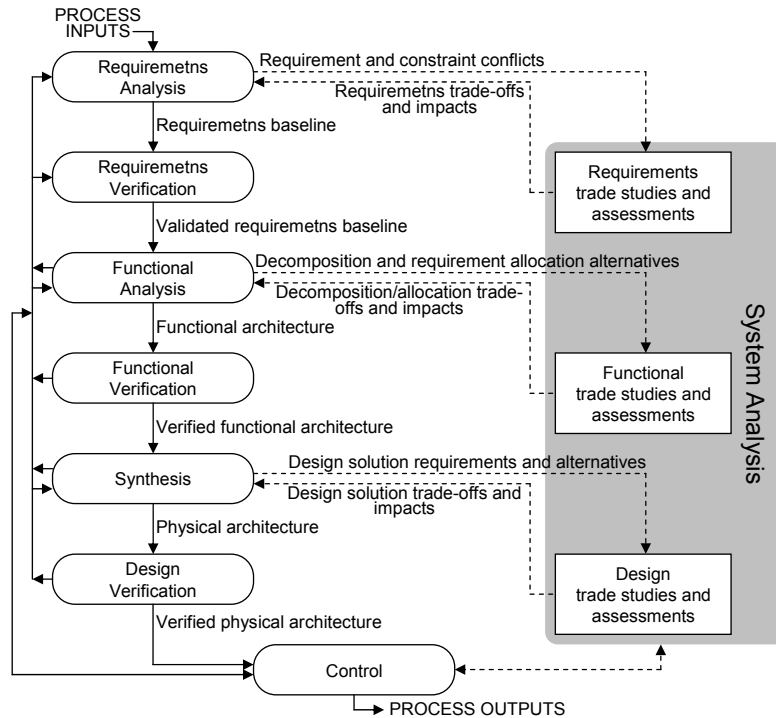 PROCESS
INPUTS
Requiremetns
Analysis
Requirement and constraint conflicts
Requiremetns trade-offs
and impacts
Requiremetns baseline
Requiremetns
Verification
Requirements
trade studies and
assessments
Validated requiremetns baseline
Functional
Analysis
Decomposition and requirement allocation alternatives
Decomposition/allocation trade-
offs and impacts
Functional architecture
Functional
Verification
Functional
trade studies and
assessments
System Analysis
Verified functional architecture
Synthesis
Design solution requirements and alternatives
Design solution trade-offs and
impacts
Physical architecture
Design
Verification
Design
trade studies and
assessments
Verified physical architecture
Control
PROCESS OUTPUTS